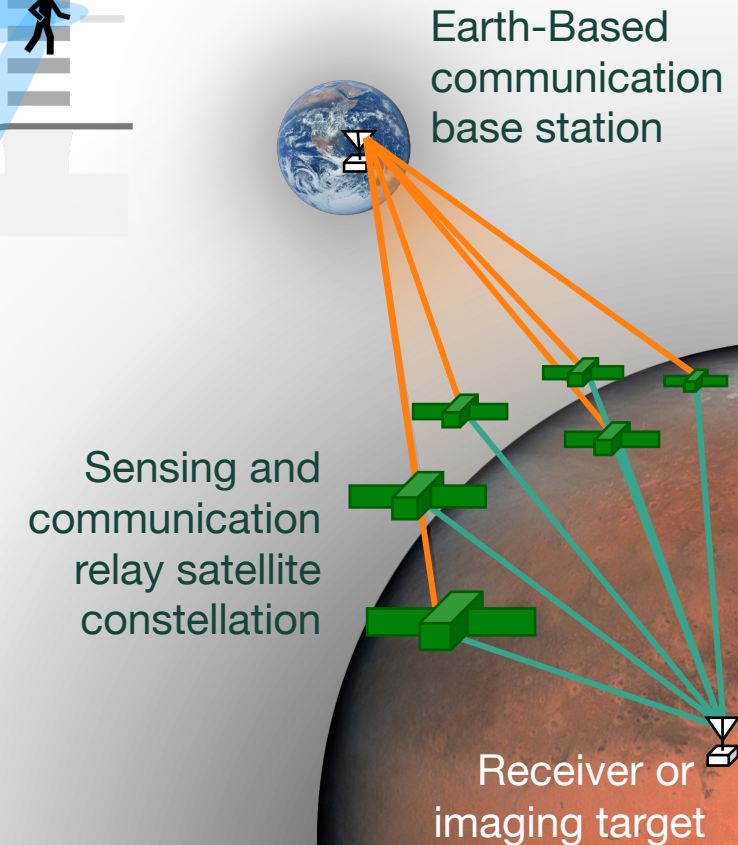 Earth-Based
communication
base station
Sensing and
communication
relay satellite
constellation
Receiver or
imaging target